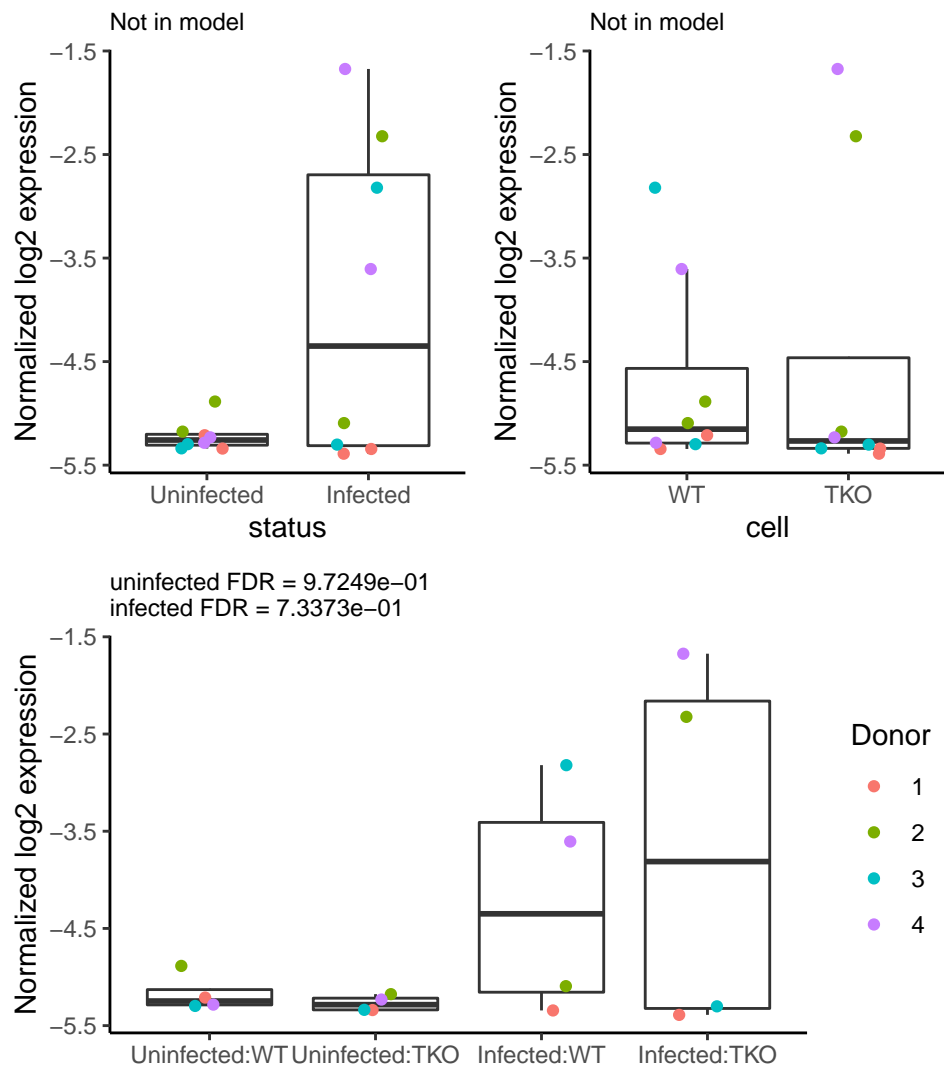 Not in model
Normalized log2 expression
−1.5
−2.5
−3.5
−4.5
−5.5
Uninfected
Infected
status
Not in model
Normalized log2 expression
−1.5
−2.5
−3.5
−4.5
−5.5
WT
TKO
cell
uninfected FDR = 9.7249e−01
infected FDR = 7.3373e−01
Normalized log2 expression
−1.5
−2.5
−3.5
−4.5
−5.5
Uninfected:WT
Uninfected:TKO
Infected:WT
Infected:TKO
Donor
1
2
3
4